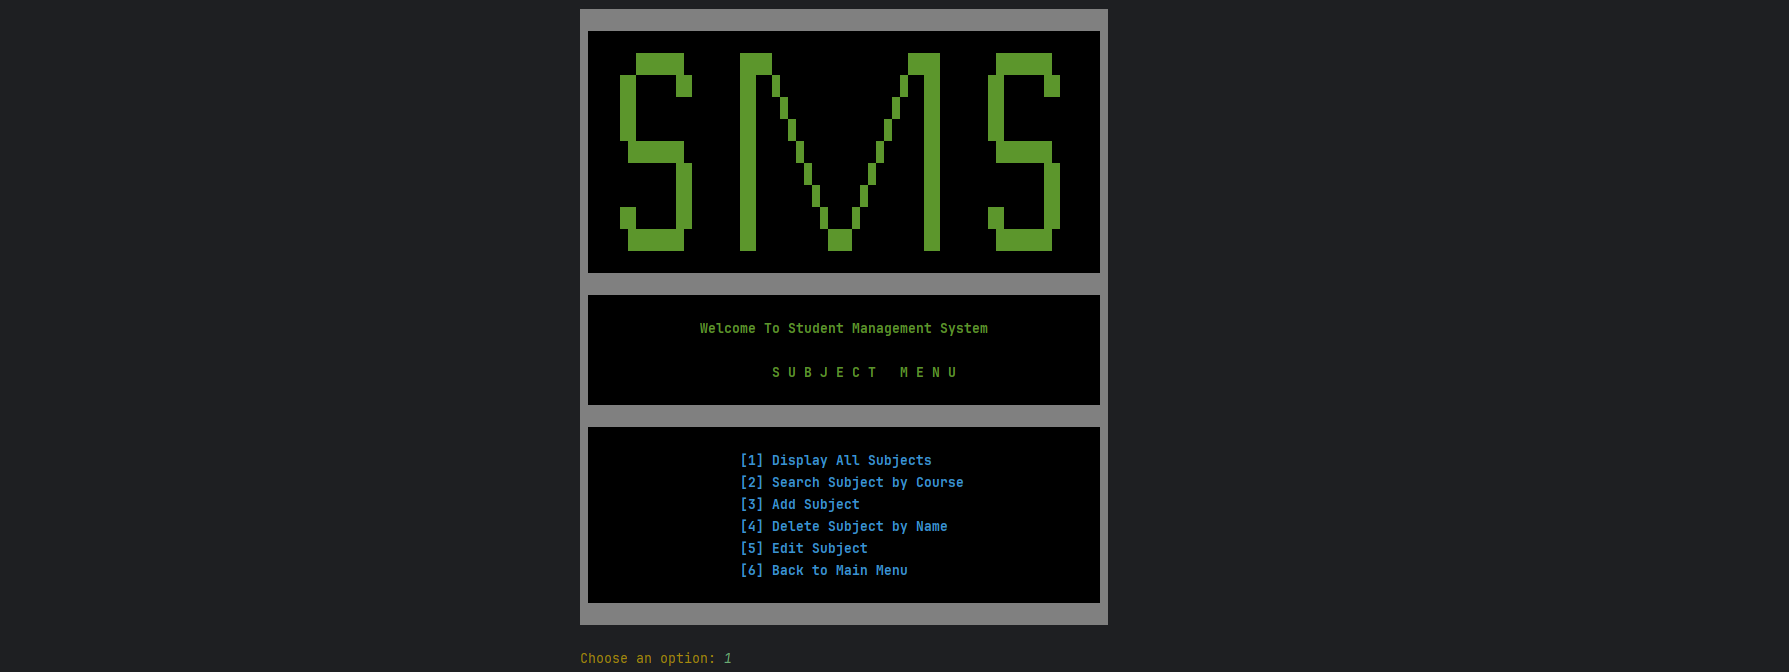 SMS
Welcome To Student Management System
S U B J E C T   M E N U
[1] Display All Subjects
[2] Search Subject by Course
[3] Add Subject
[4] Delete Subject by Name
[5] Edit Subject
[6] Back to Main Menu
Choose an option: 1